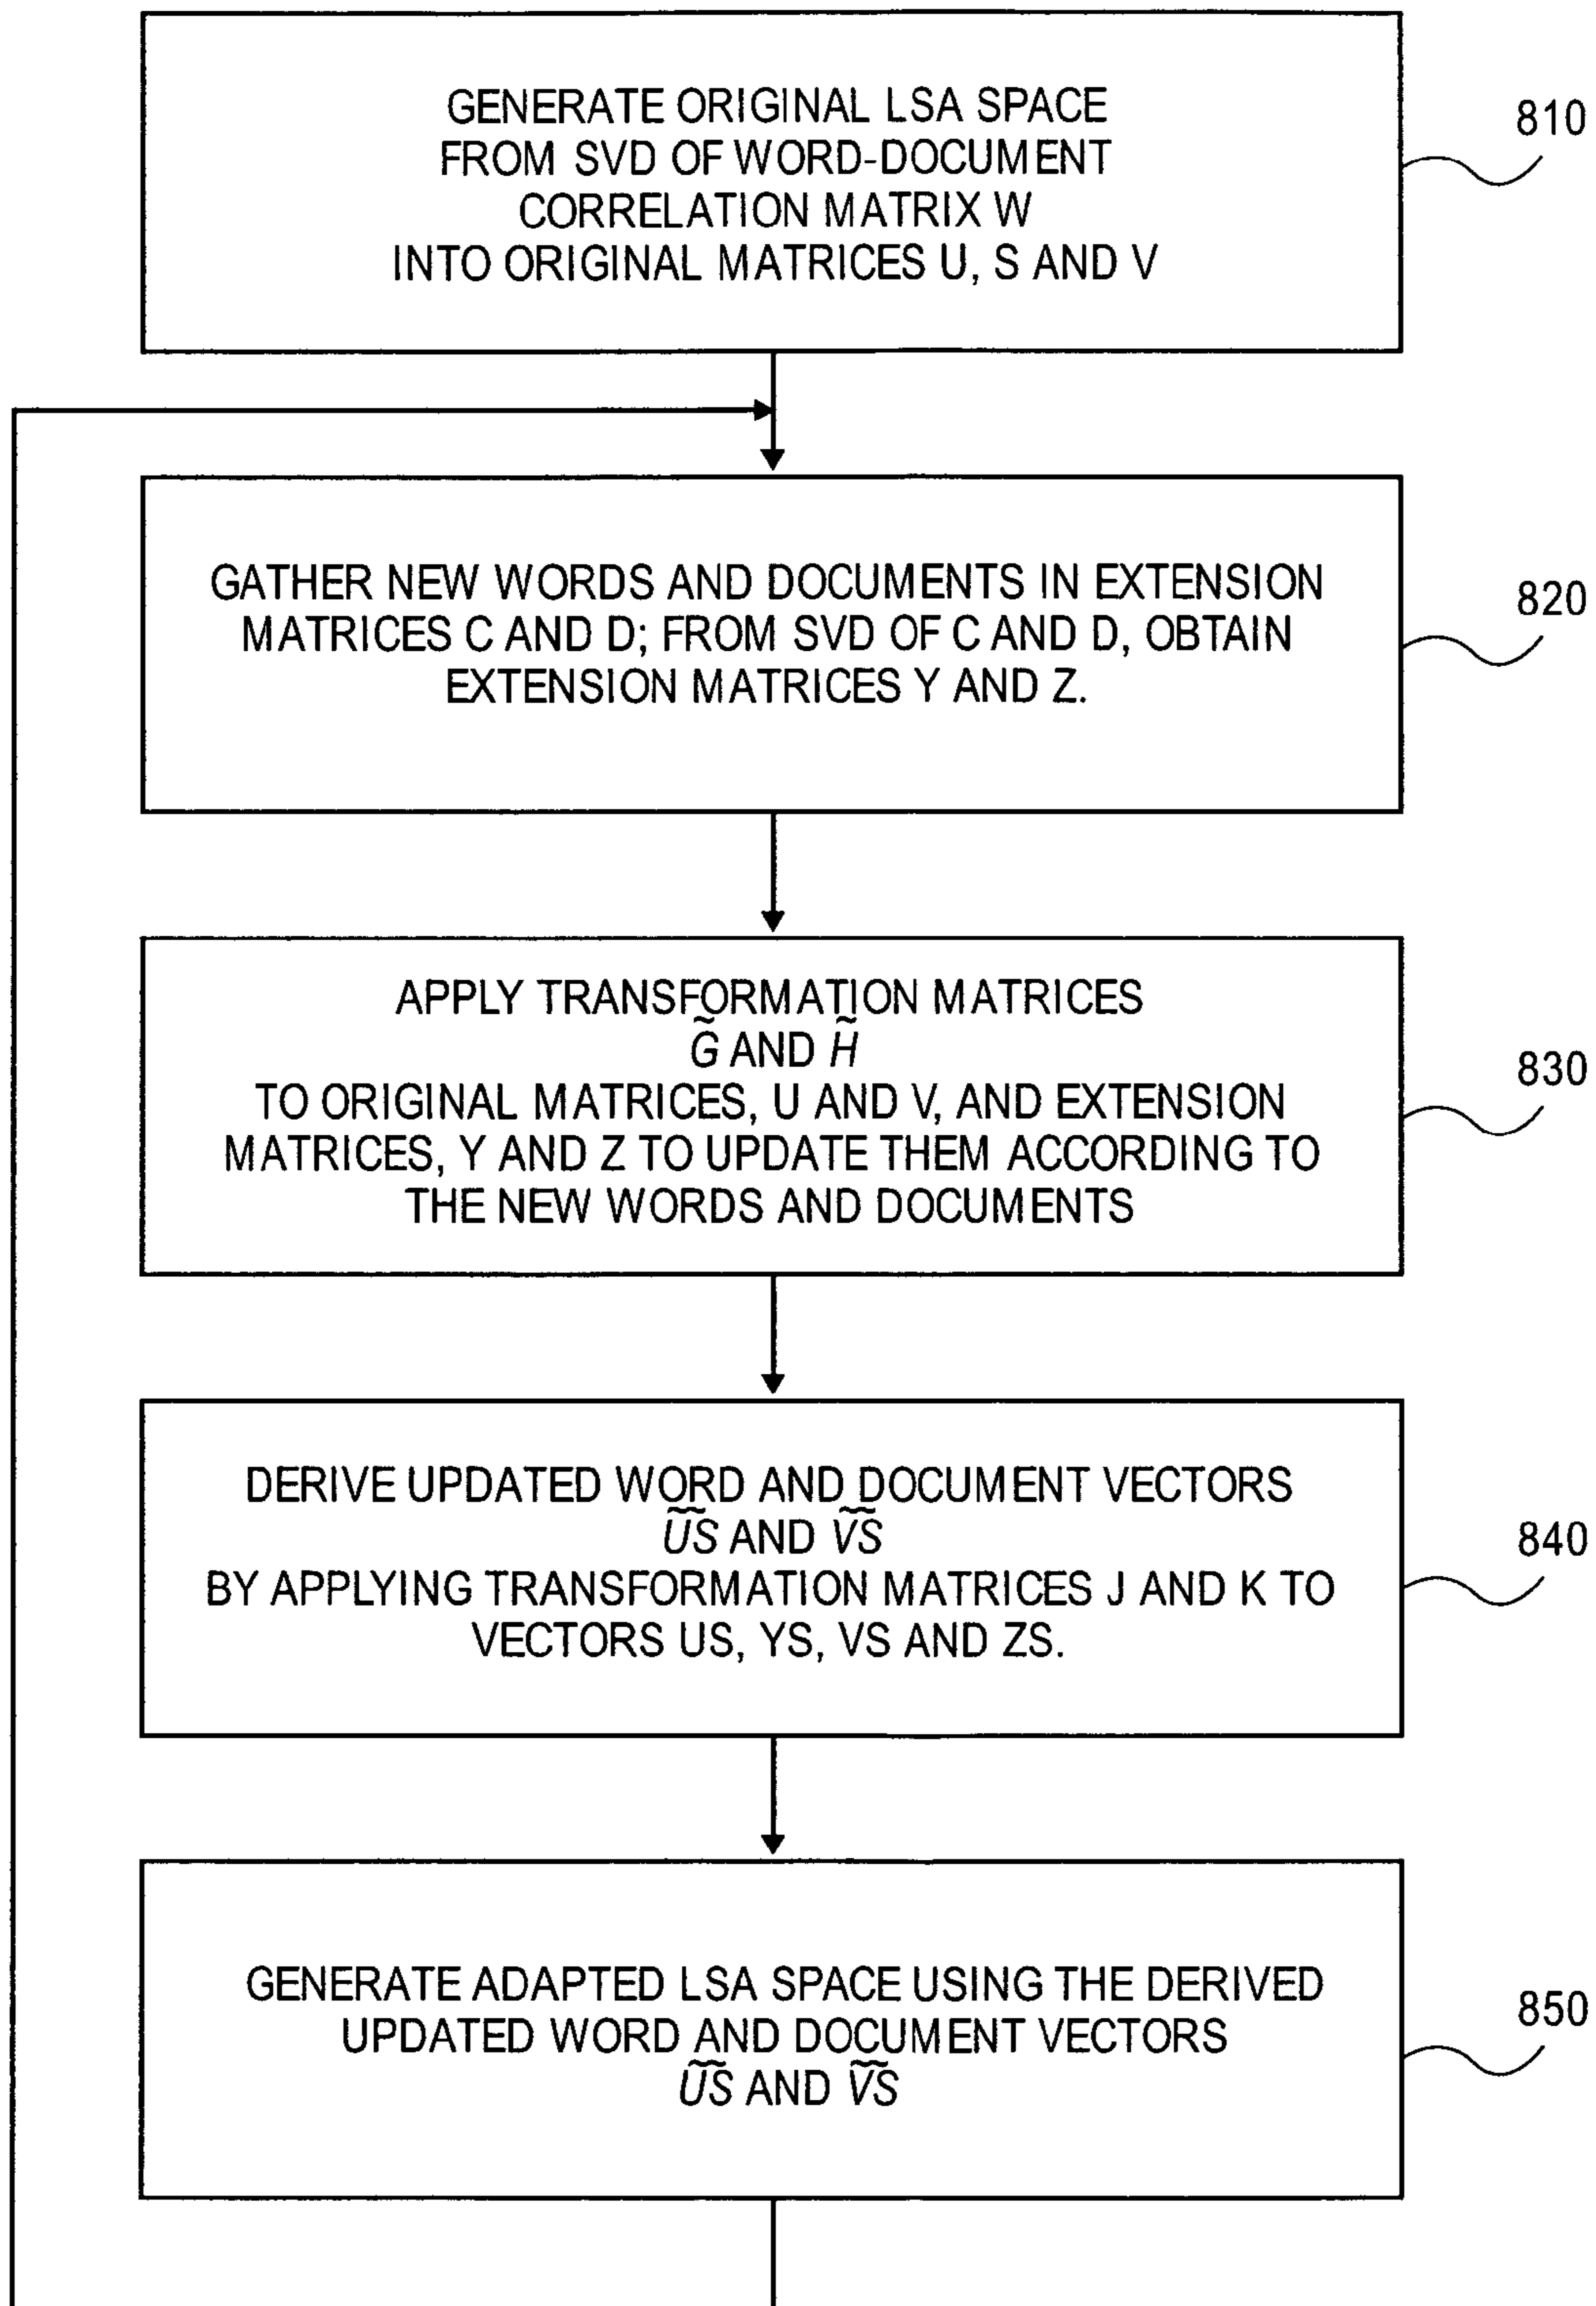 GENERATE ORIGINAL LSA SPACE
FROM SVD OF WORD-DOCUMENT
CORRELATION MATRIX W
INTO ORIGINAL MATRICES U, S AND V
810
GATHER NEW WORDS AND DOCUMENTS IN EXTENSION
MATRICES C AND D; FROM SVD OF C AND D, OBTAIN
EXTENSION MATRICES Y AND Z.
820
APPLY TRANSFORMATION MATRICES
G̃ AND H̃
TO ORIGINAL MATRICES, U AND V, AND EXTENSION
MATRICES, Y AND Z TO UPDATE THEM ACCORDING TO
THE NEW WORDS AND DOCUMENTS
830
DERIVE UPDATED WORD AND DOCUMENT VECTORS
ŨS̃ AND ṼS̃
BY APPLYING TRANSFORMATION MATRICES J AND K TO
VECTORS US, YS, VS AND ZS.
840
GENERATE ADAPTED LSA SPACE USING THE DERIVED
UPDATED WORD AND DOCUMENT VECTORS
ŨS̃ AND ṼS̃
850